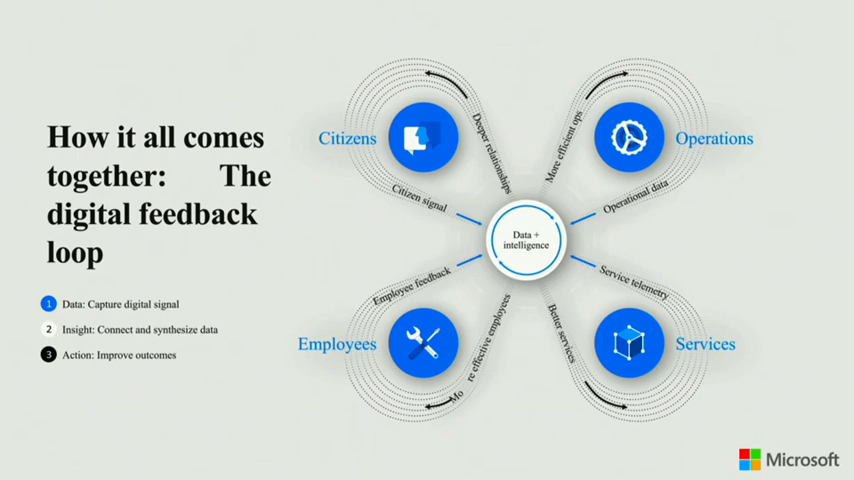 How it all comes
together: The
digital feedback
loop
1 Data: Capture digital signal
2 Insight: Connect and synthesize data
3 Action: Improve outcomes
Citizens
Deeper relationships
Citizen signal
More efficient ops
Operational data
Operations
Data +
intelligence
Employee feedback
More effective employees
Employees
Service telemetry
Better services
Services
Microsoft